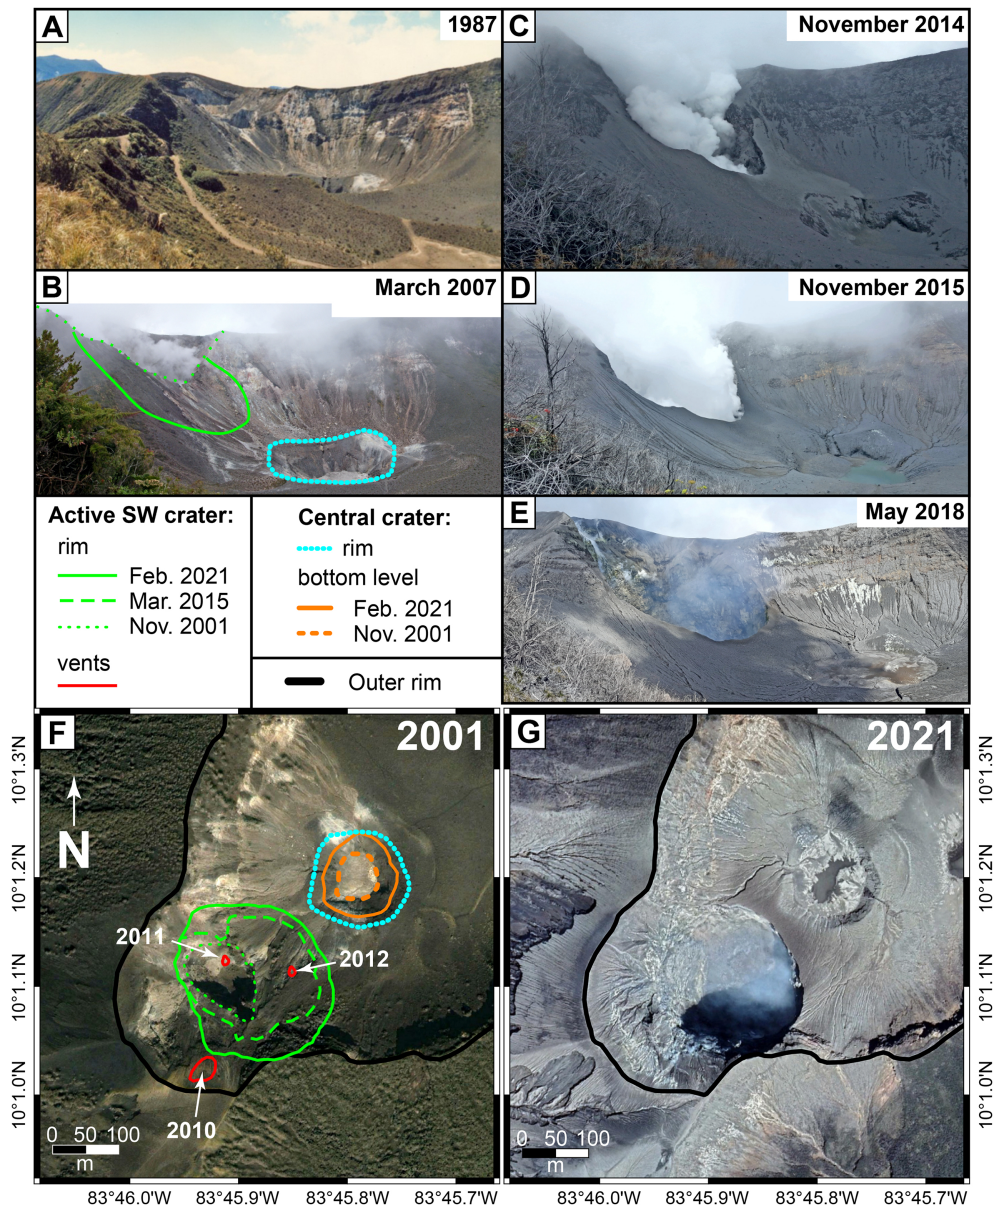 A
1987
C
November 2014
B
March 2007
D
November 2015
E
May 2018
Active SW crater:
rim
Feb. 2021
Mar. 2015
Nov. 2001
vents
Central crater:
rim
bottom level
Feb. 2021
Nov. 2001
Outer rim
F
2001
N
2011
2012
2010
0 50 100
m
83°46.0'W 83°45.9'W 83°45.8'W 83°45.7'W
10°1.3'N
10°1.2'N
10°1.1'N
10°1.0'N
G
2021
0 50 100
m
83°46.0'W 83°45.9'W 83°45.8'W 83°45.7'W
10°1.3'N
10°1.2'N
10°1.1'N
10°1.0'N